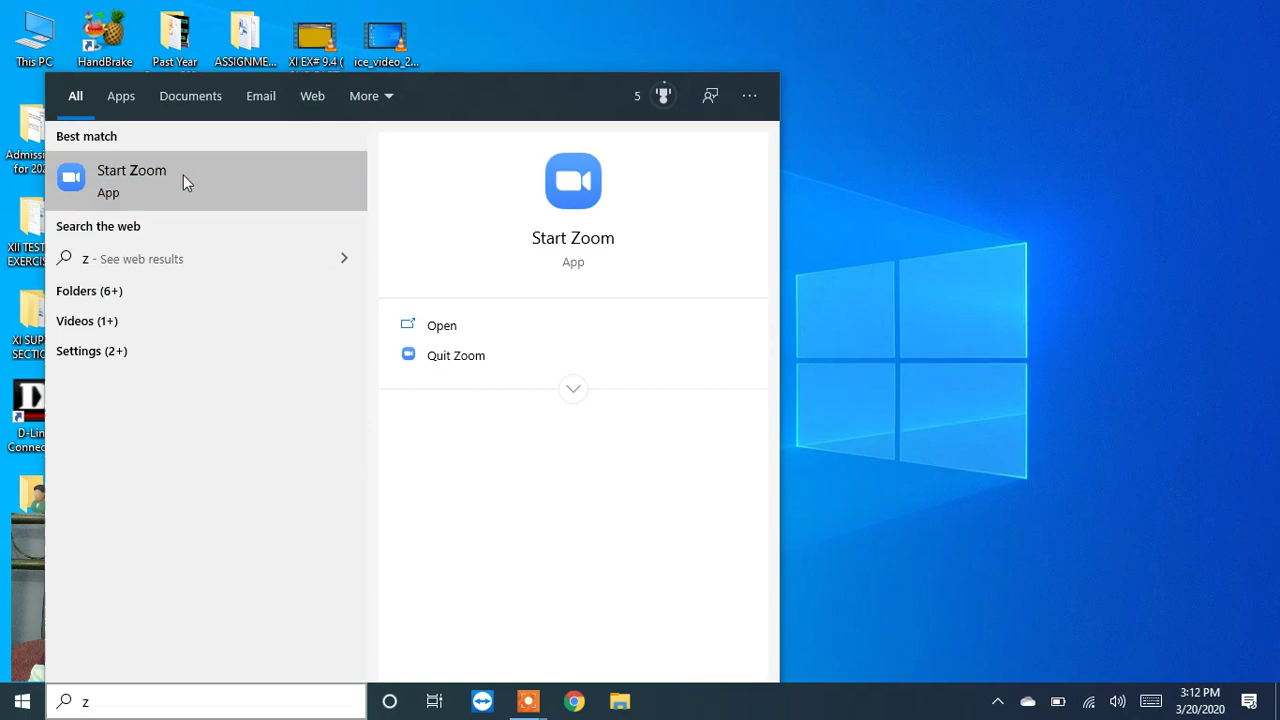 This PC
HandBrake
Past Year
ASSIGNME...
XI EX# 9.4 (
ice_video_2...
All
Apps
Documents
Email
Web
More
5
...
Best match
Start Zoom
App
Search the web
z - See web results
Folders (6+)
Videos (1+)
Settings (2+)
Start Zoom
App
Open
Quit Zoom
Admiss
for 202
XII TEST
EXERCIS
XI SUP
SECTIO
D
D-Lin
Connec
z
3:12 PM
3/20/2020